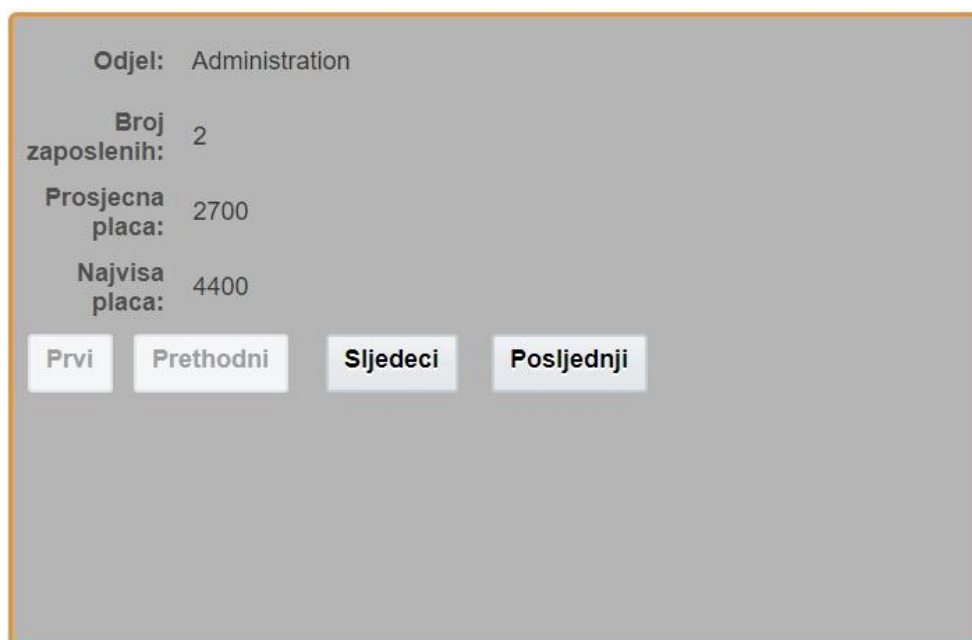 Odjel: Administration
Broj
zaposlenih: 2
Prosjecna
placa: 2700
Najvisa
placa: 4400
Prvi Prethodni Sljedeci Posljednji